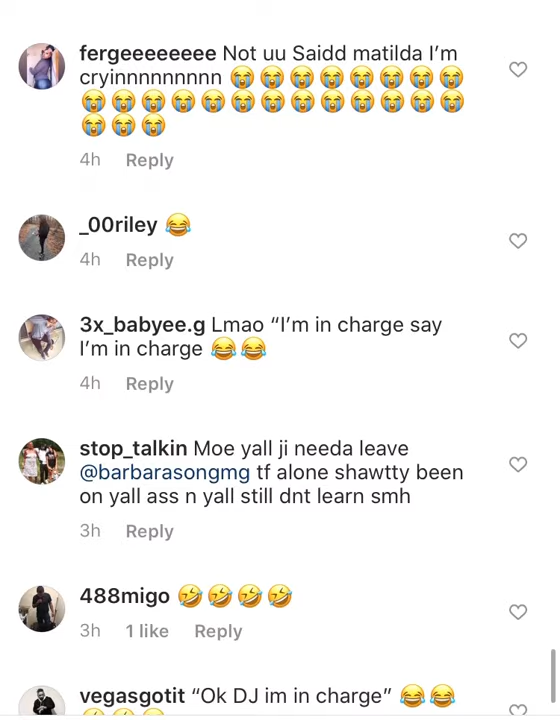 fergeeeeeeee Not uu Saidd matilda I’m
cryinnnnnnnnn 😭😭😭😭😭😭😭😭
😭😭😭😭😭😭😭😭😭😭😭😭😭
😭😭😭
4h Reply
_00riley 😂
4h Reply
3x_babyee.g Lmao “I’m in charge say
I’m in charge 😂😂
4h Reply
stop_talkin Moe yall ji needa leave
@barbarasongmg tf alone shawtty been
on yall ass n yall still dnt learn smh
3h Reply
488migo 🤣🤣🤣🤣
3h 1 like Reply
vegasgotit “Ok DJ im in charge” 😂😂